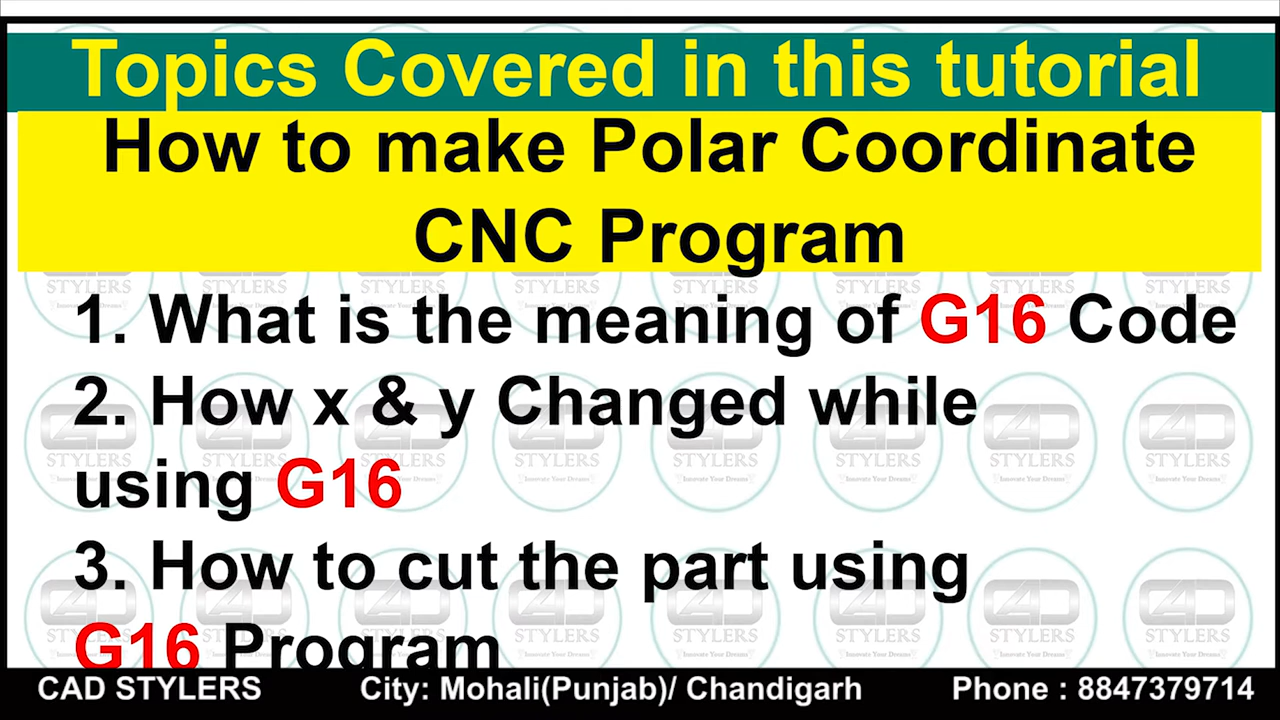 Topics Covered in this tutorial
How to make Polar Coordinate
CNC Program
1. What is the meaning of G16 Code
2. How x & y Changed while
using G16
3. How to cut the part using
G16 Program
CAD STYLERS City: Mohali(Punjab)/ Chandigarh Phone : 8847379714